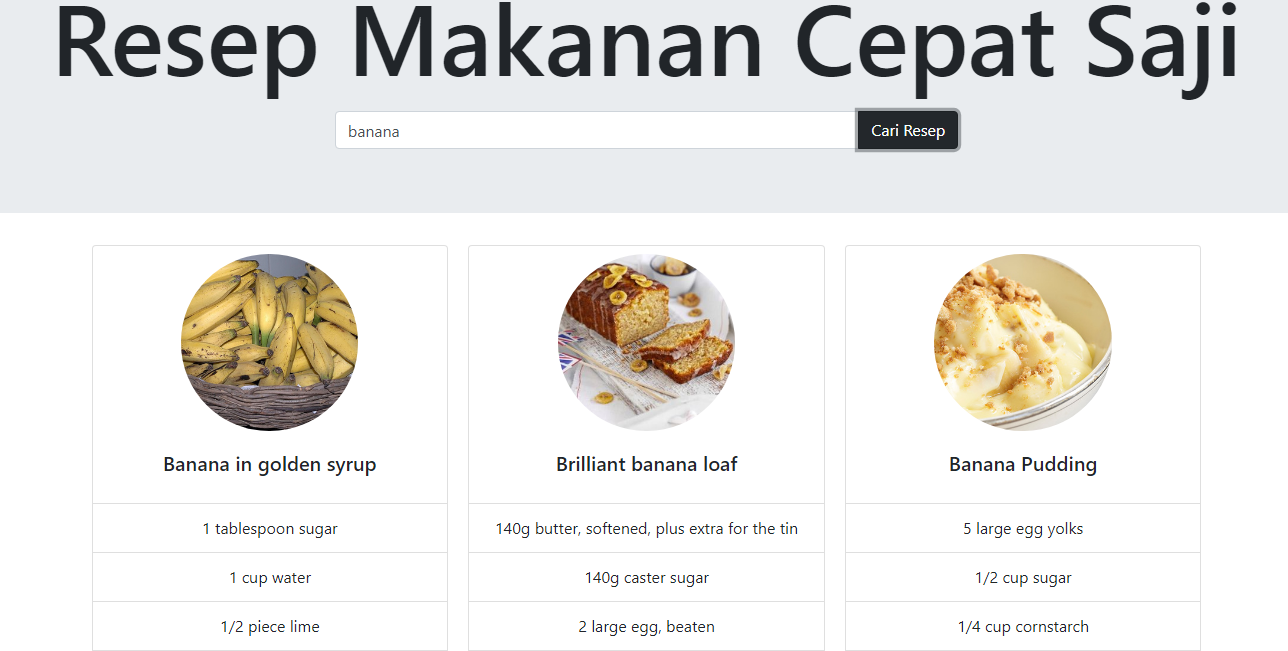 Resep Makanan Cepat Saji
banana
Cari Resep
Banana in golden syrup
1 tablespoon sugar
1 cup water
1/2 piece lime
Brilliant banana loaf
140g butter, softened, plus extra for the tin
140g caster sugar
2 large egg, beaten
Banana Pudding
5 large egg yolks
1/2 cup sugar
1/4 cup cornstarch